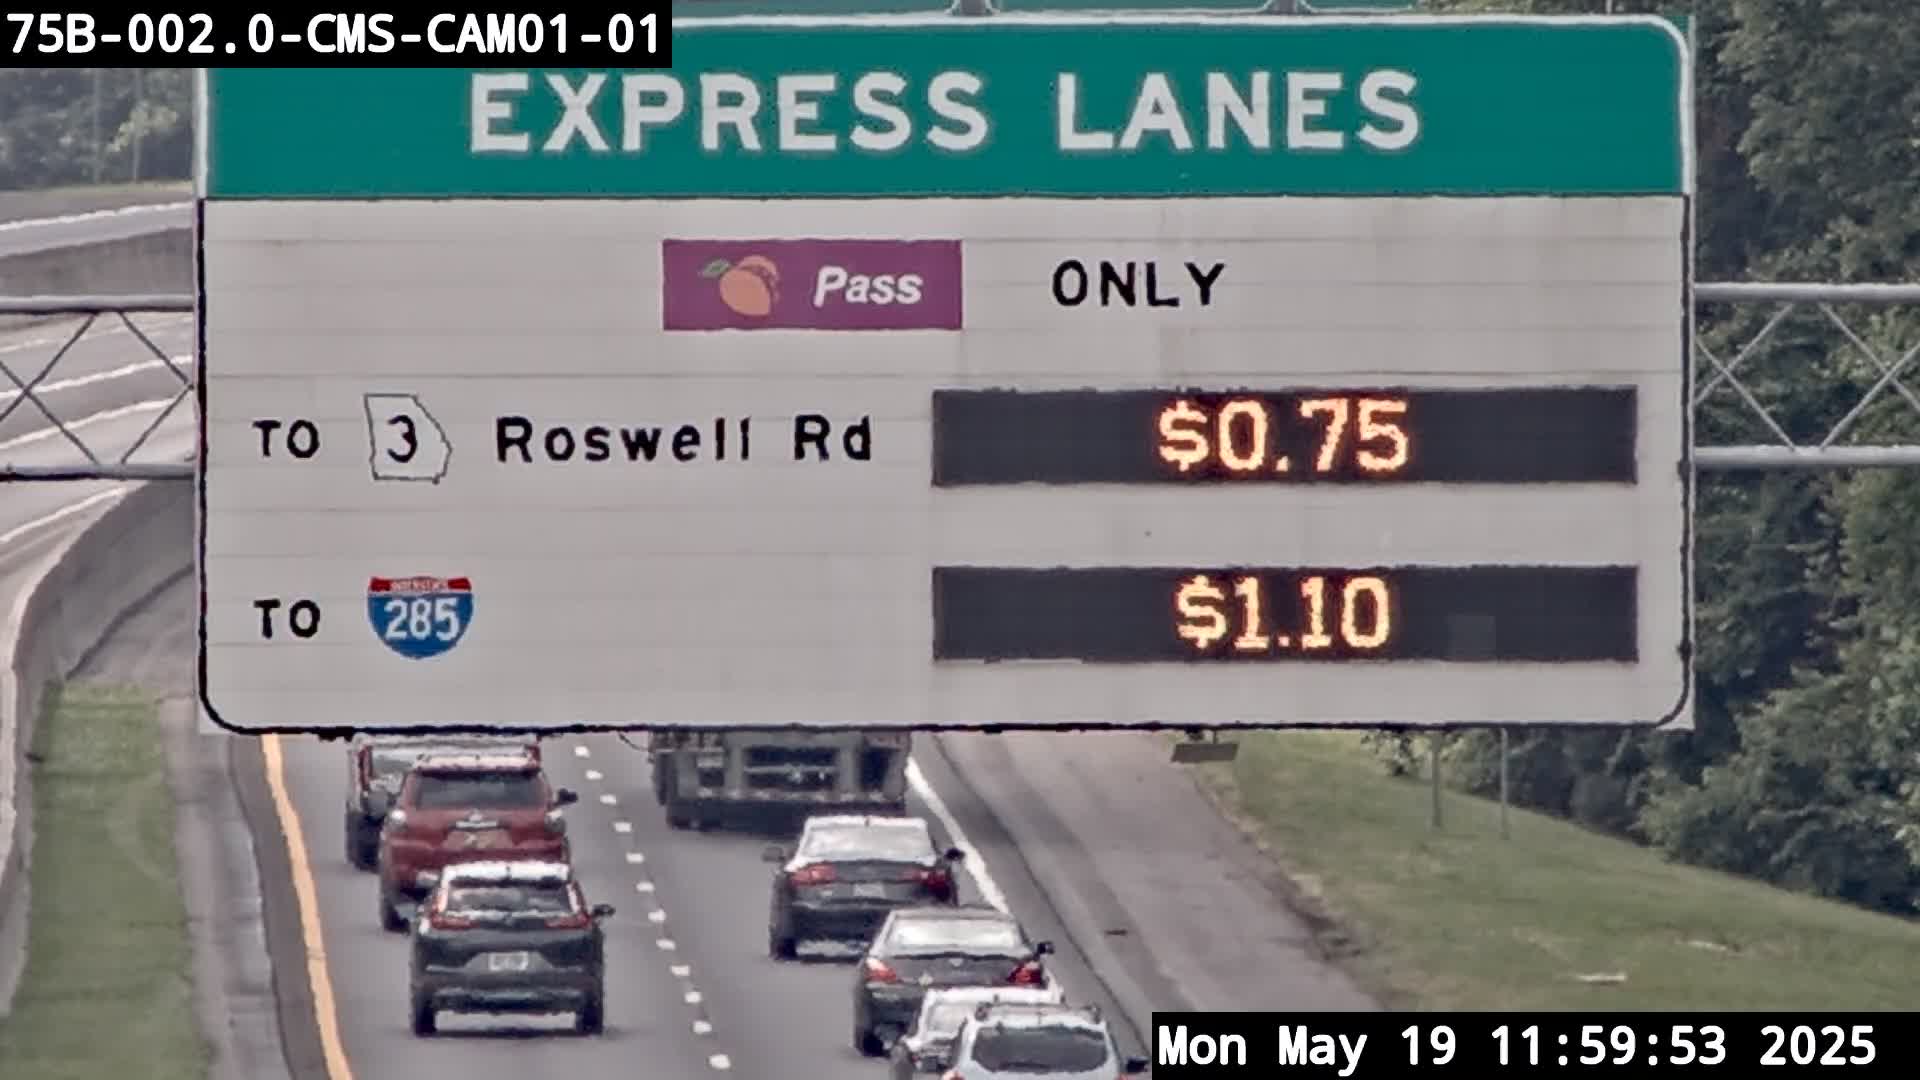 75B-002.0-CMS-CAM01-01
EXPRESS LANES
Pass ONLY
TO 3 Roswell Rd $0.75
INTERSTATE
TO 285 $1.10
Mon May 19 11:59:53 2025